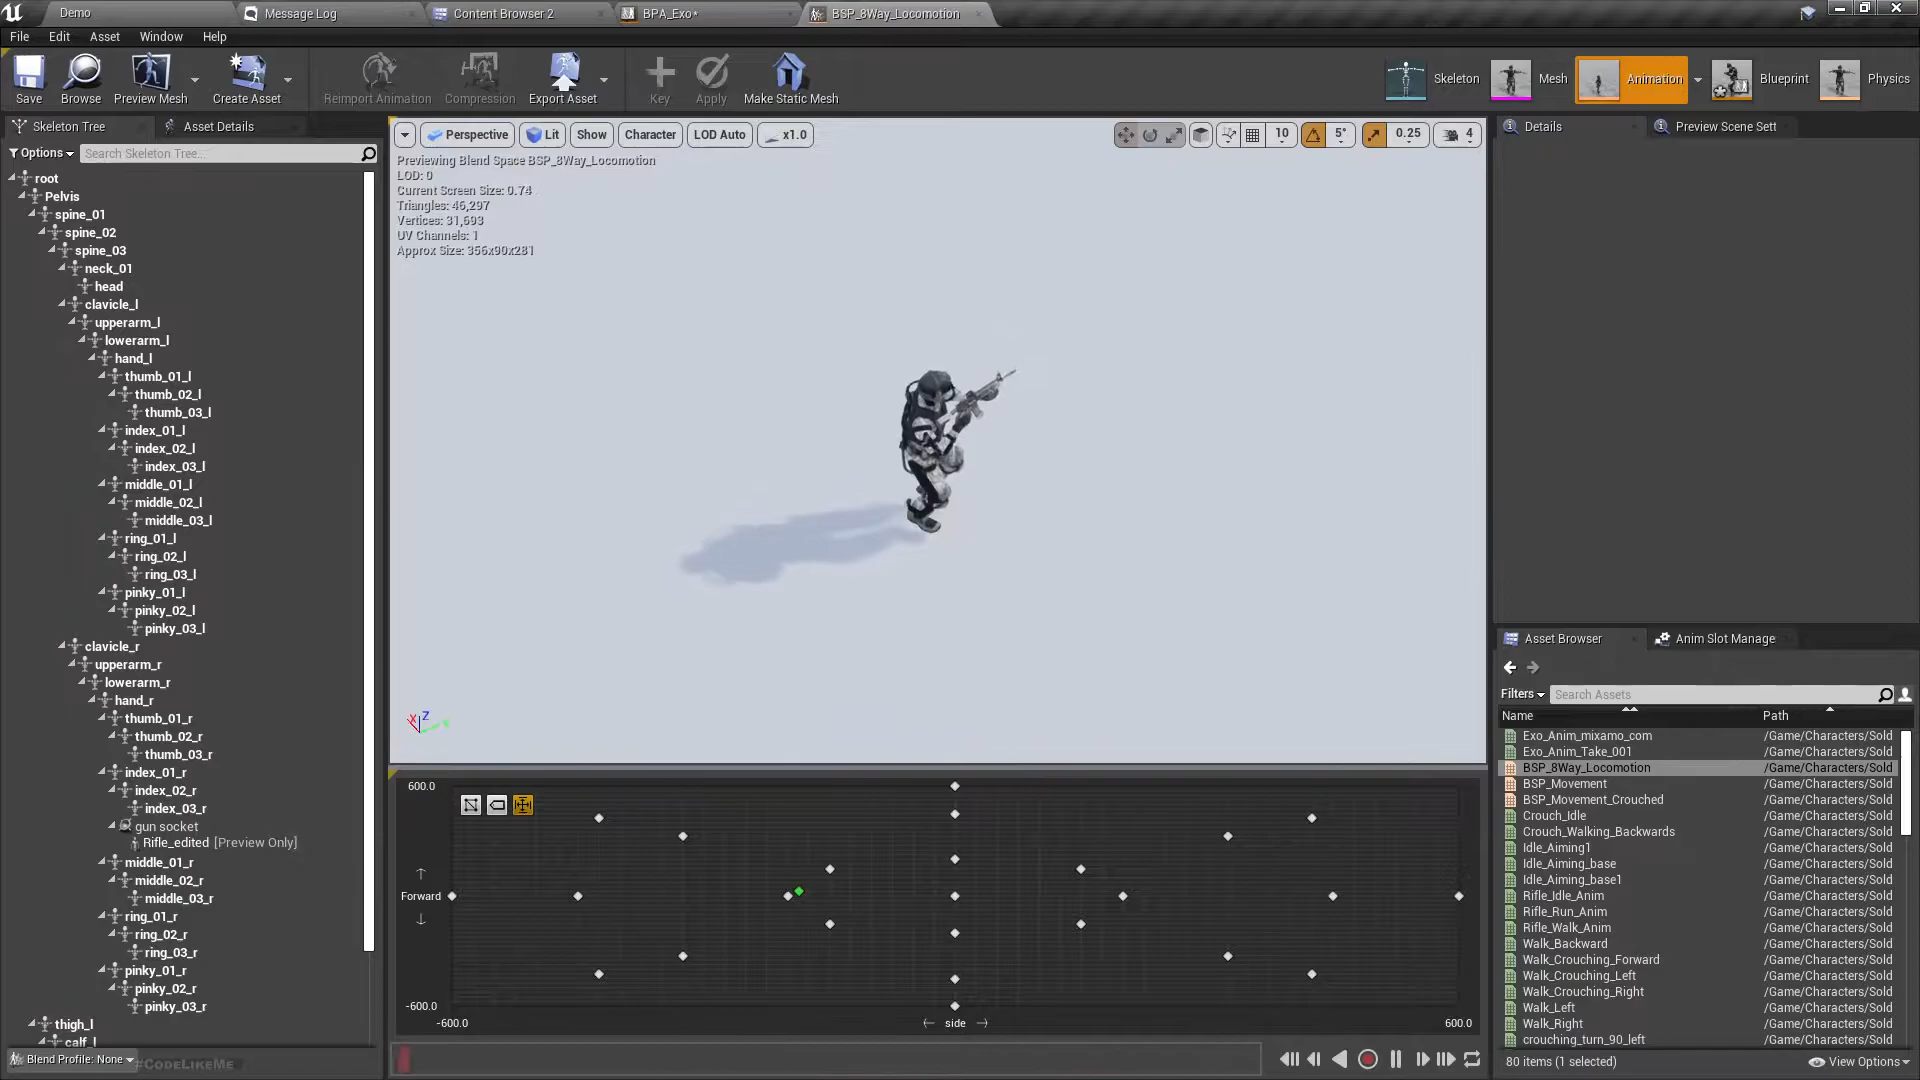 Demo
Message Log
Content Browser 2
BPA_Exo*
BSP_8Way_Locomotion
File
Edit
Asset
Window
Help
Save
Browse
Preview Mesh
Create Asset
Reimport Animation
Compression
Export Asset
Key
Apply
Make Static Mesh
Skeleton
Mesh
Animation
Blueprint
Physics
Skeleton Tree
Asset Details
Options
Search Skeleton Tree...
root
Pelvis
spine_01
spine_02
spine_03
neck_01
head
clavicle_l
upperarm_l
lowerarm_l
hand_l
thumb_01_l
thumb_02_l
thumb_03_l
index_01_l
index_02_l
index_03_l
middle_01_l
middle_02_l
middle_03_l
ring_01_l
ring_02_l
ring_03_l
pinky_01_l
pinky_02_l
pinky_03_l
clavicle_r
upperarm_r
lowerarm_r
hand_r
thumb_01_r
thumb_02_r
thumb_03_r
index_01_r
index_02_r
index_03_r
gun socket
Rifle_edited [Preview Only]
middle_01_r
middle_02_r
middle_03_r
ring_01_r
ring_02_r
ring_03_r
pinky_01_r
pinky_02_r
pinky_03_r
thigh_l
calf_l
Blend Profile: None
#CodeLikeMe
Perspective
Lit
Show
Character
LOD Auto
x1.0
10
5°
0.25
4
Previewing Blend Space BSP_8Way_Locomotion
LOD: 0
Current Screen Size: 0.74
Triangles: 46,297
Vertices: 31,693
UV Channels: 1
Approx Size: 356x90x281
X
Z
600.0
Forward
-600.0
-600.0
side
600.0
Details
Preview Scene Sett
Asset Browser
Anim Slot Manage
Filters
Search Assets
Name
Path
Exo_Anim_mixamo_com /Game/Characters/Sold
Exo_Anim_Take_001 /Game/Characters/Sold
BSP_8Way_Locomotion /Game/Characters/Sold
BSP_Movement /Game/Characters/Sold
BSP_Movement_Crouched /Game/Characters/Sold
Crouch_Idle /Game/Characters/Sold
Crouch_Walking_Backwards /Game/Characters/Sold
Idle_Aiming1 /Game/Characters/Sold
Idle_Aiming_base /Game/Characters/Sold
Idle_Aiming_base1 /Game/Characters/Sold
Rifle_Idle_Anim /Game/Characters/Sold
Rifle_Run_Anim /Game/Characters/Sold
Rifle_Walk_Anim /Game/Characters/Sold
Walk_Backward /Game/Characters/Sold
Walk_Crouching_Forward /Game/Characters/Sold
Walk_Crouching_Left /Game/Characters/Sold
Walk_Crouching_Right /Game/Characters/Sold
Walk_Left /Game/Characters/Sold
Walk_Right /Game/Characters/Sold
crouching_turn_90_left /Game/Characters/Sold
80 items (1 selected)
View Options